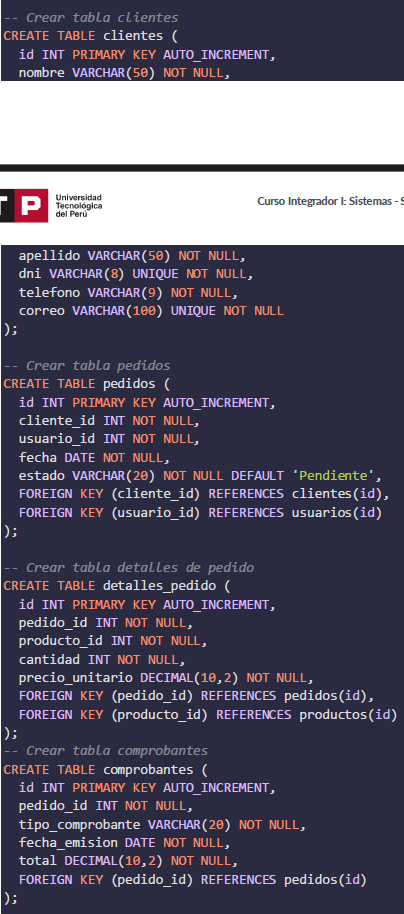 -- Crear tabla clientes
CREATE TABLE clientes (
  id INT PRIMARY KEY AUTO_INCREMENT,
  nombre VARCHAR(50) NOT NULL,
TP
Universidad
Tecnológica
del Perú
Curso Integrador I: Sistemas - S
  apellido VARCHAR(50) NOT NULL,
  dni VARCHAR(8) UNIQUE NOT NULL,
  telefono VARCHAR(9) NOT NULL,
  correo VARCHAR(100) UNIQUE NOT NULL
);
-- Crear tabla pedidos
CREATE TABLE pedidos (
  id INT PRIMARY KEY AUTO_INCREMENT,
  cliente_id INT NOT NULL,
  usuario_id INT NOT NULL,
  fecha DATE NOT NULL,
  estado VARCHAR(20) NOT NULL DEFAULT 'Pendiente',
  FOREIGN KEY (cliente_id) REFERENCES clientes(id),
  FOREIGN KEY (usuario_id) REFERENCES usuarios(id)
);
-- Crear tabla detalles de pedido
CREATE TABLE detalles_pedido (
  id INT PRIMARY KEY AUTO_INCREMENT,
  pedido_id INT NOT NULL,
  producto_id INT NOT NULL,
  cantidad INT NOT NULL,
  precio_unitario DECIMAL(10,2) NOT NULL,
  FOREIGN KEY (pedido_id) REFERENCES pedidos(id),
  FOREIGN KEY (producto_id) REFERENCES productos(id)
);
-- Crear tabla comprobantes
CREATE TABLE comprobantes (
  id INT PRIMARY KEY AUTO_INCREMENT,
  pedido_id INT NOT NULL,
  tipo_comprobante VARCHAR(20) NOT NULL,
  fecha_emision DATE NOT NULL,
  total DECIMAL(10,2) NOT NULL,
  FOREIGN KEY (pedido_id) REFERENCES pedidos(id)
);